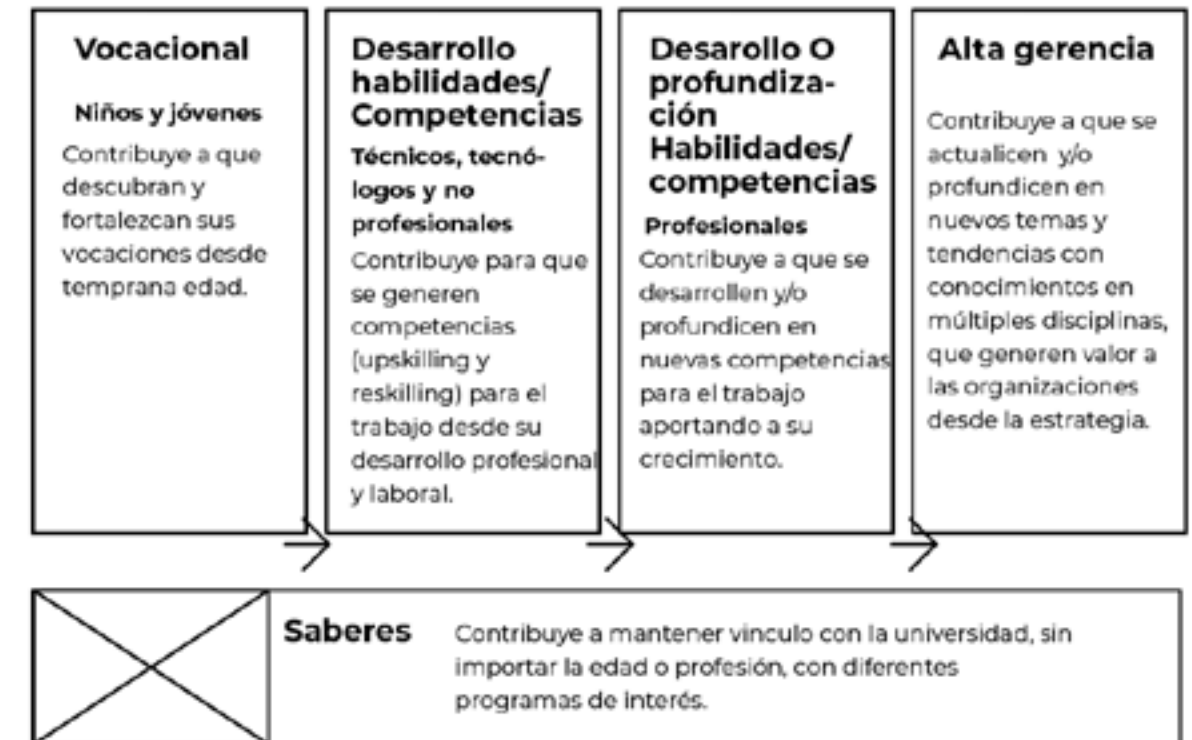 Vocacional
Niños y jóvenes
Contribuye a que
descubran y
fortalezcan sus
vocaciones desde
temprana edad.
Desarrollo
habilidades/
Competencias
Técnicos, tecnó-
logos y no
profesionales
Contribuye para que
se generen
competencias
(upskilling y
reskilling) para el
trabajo desde su
desarrollo profesional
y laboral.
Desarollo O
profundiza-
ción
Habilidades/
competencias
Profesionales
Contribuye a que se
desarrollen y/o
profundicen en
nuevas competencias
para el trabajo
aportando a su
crecimiento.
Alta gerencia
Contribuye a que se
actualicen y/o
profundicen en
nuevos temas y
tendencias con
conocimientos en
múltiples disciplinas,
que generen valor a
las organizaciones
desde la estrategia.
Saberes
Contribuye a mantener vinculo con la universidad, sin
importar la edad o profesión, con diferentes
programas de interés.